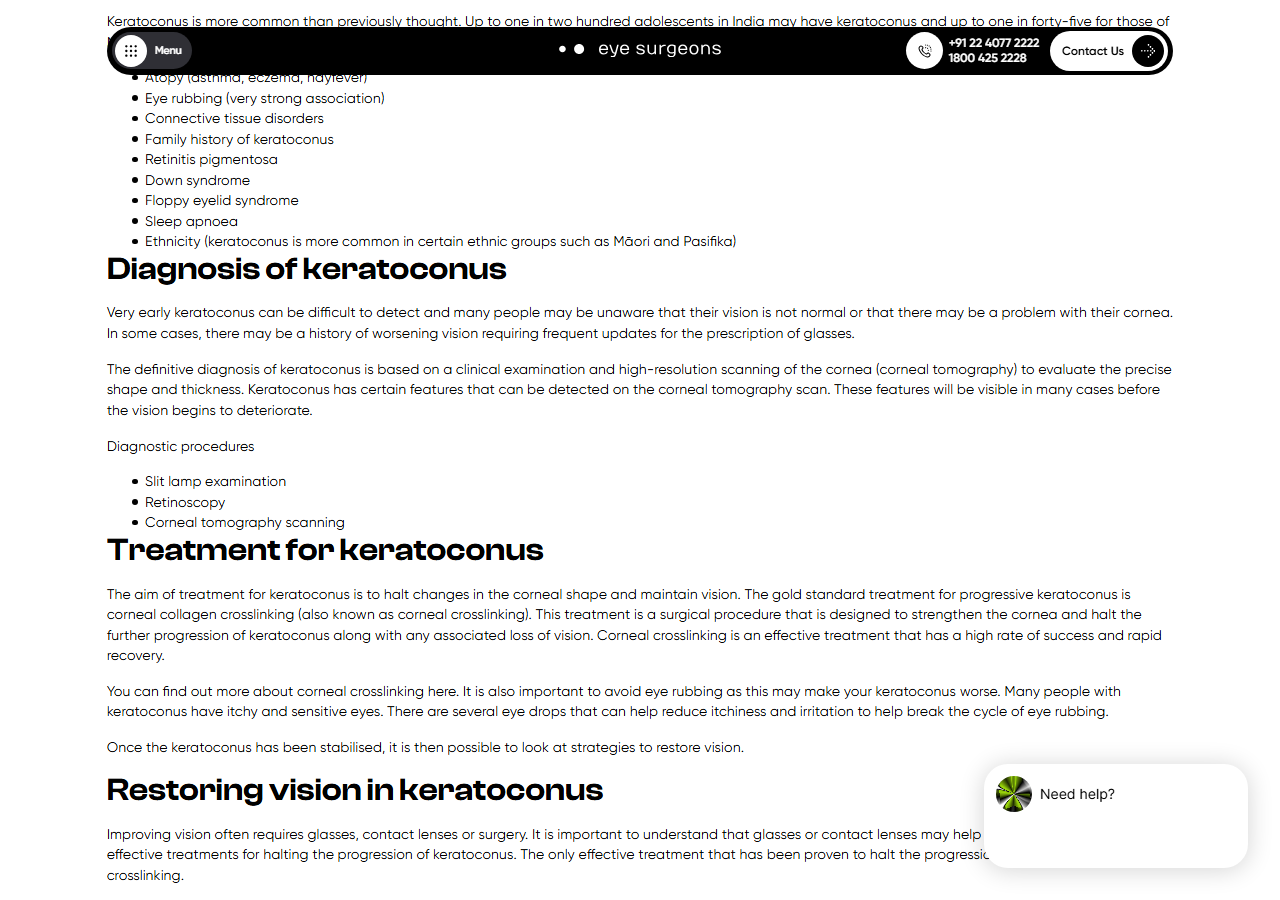 Keratoconus is more common than previously thought. Up to one in two hundred adolescents in India may have keratoconus and up to one in forty-five for those of
Menu
eye surgeons
+91 22 4077 2222
1800 425 2228
Contact Us
Atopy (asthma, eczema, hayfever)
Eye rubbing (very strong association)
Connective tissue disorders
Family history of keratoconus
Retinitis pigmentosa
Down syndrome
Floppy eyelid syndrome
Sleep apnoea
Ethnicity (keratoconus is more common in certain ethnic groups such as Māori and Pasifika)
Diagnosis of keratoconus
Very early keratoconus can be difficult to detect and many people may be unaware that their vision is not normal or that there may be a problem with their cornea.
In some cases, there may be a history of worsening vision requiring frequent updates for the prescription of glasses.
The definitive diagnosis of keratoconus is based on a clinical examination and high-resolution scanning of the cornea (corneal tomography) to evaluate the precise
shape and thickness. Keratoconus has certain features that can be detected on the corneal tomography scan. These features will be visible in many cases before
the vision begins to deteriorate.
Diagnostic procedures
Slit lamp examination
Retinoscopy
Corneal tomography scanning
Treatment for keratoconus
The aim of treatment for keratoconus is to halt changes in the corneal shape and maintain vision. The gold standard treatment for progressive keratoconus is
corneal collagen crosslinking (also known as corneal crosslinking). This treatment is a surgical procedure that is designed to strengthen the cornea and halt the
further progression of keratoconus along with any associated loss of vision. Corneal crosslinking is an effective treatment that has a high rate of success and rapid
recovery.
You can find out more about corneal crosslinking here. It is also important to avoid eye rubbing as this may make your keratoconus worse. Many people with
keratoconus have itchy and sensitive eyes. There are several eye drops that can help reduce itchiness and irritation to help break the cycle of eye rubbing.
Once the keratoconus has been stabilised, it is then possible to look at strategies to restore vision.
Restoring vision in keratoconus
Need help?
Improving vision often requires glasses, contact lenses or surgery. It is important to understand that glasses or contact lenses may help
effective treatments for halting the progression of keratoconus. The only effective treatment that has been proven to halt the
crosslinking.